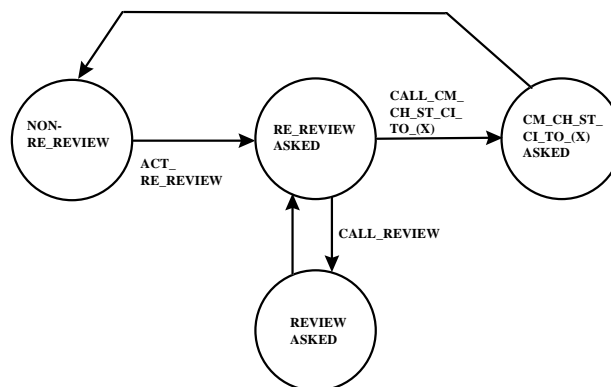 NON-
RE_REVIEW
ACT_
RE_REVIEW
RE_REVIEW
ASKED
CALL_CM_
CH_ST_CI_
TO_(X)
CM_CH_ST_
CI_TO_(X)
ASKED
CALL_REVIEW
REVIEW
ASKED